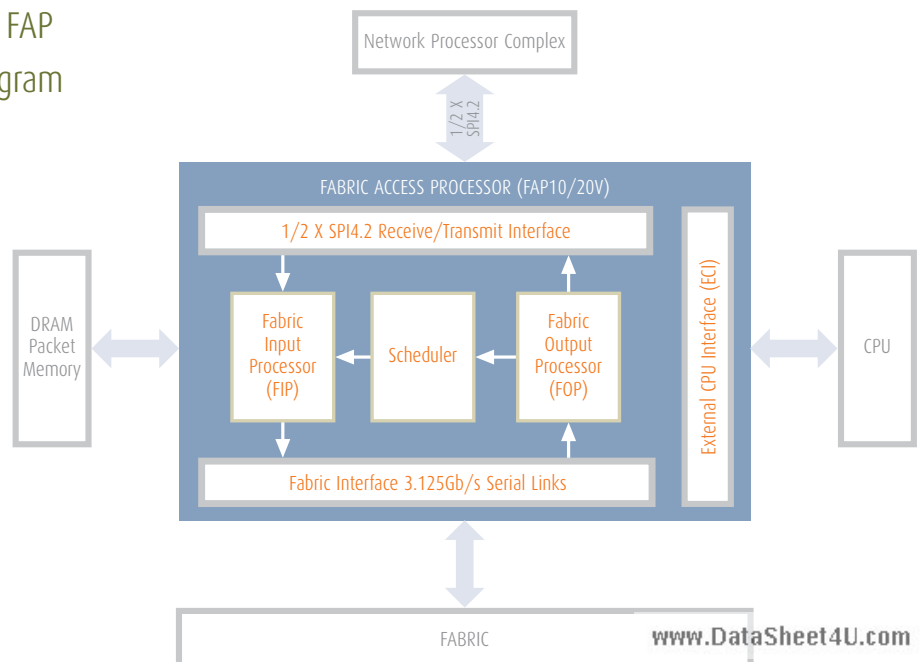 FAP
gram
Network Processor Complex
1/2 X
SPI4.2
FABRIC ACCESS PROCESSOR (FAP10/20V)
1/2 X SPI4.2 Receive/Transmit Interface
External CPU Interface (ECI)
DRAM
Packet
Memory
Fabric
Input
Processor
(FIP)
Scheduler
Fabric
Output
Processor
(FOP)
CPU
Fabric Interface 3.125Gb/s Serial Links
FABRIC
www.DataSheet4U.com